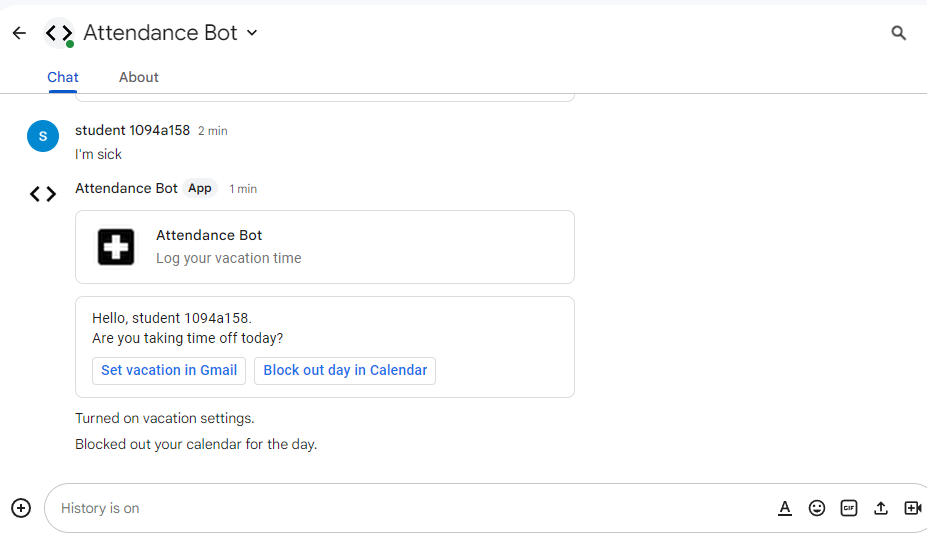 Attendance Bot
Chat About
student 1094a158 2 min
S
I'm sick
Attendance Bot App 1 min
Attendance Bot
Log your vacation time
Hello, student 1094a158.
Are you taking time off today?
Set vacation in Gmail Block out day in Calendar
Turned on vacation settings.
Blocked out your calendar for the day.
History is on
A GIF